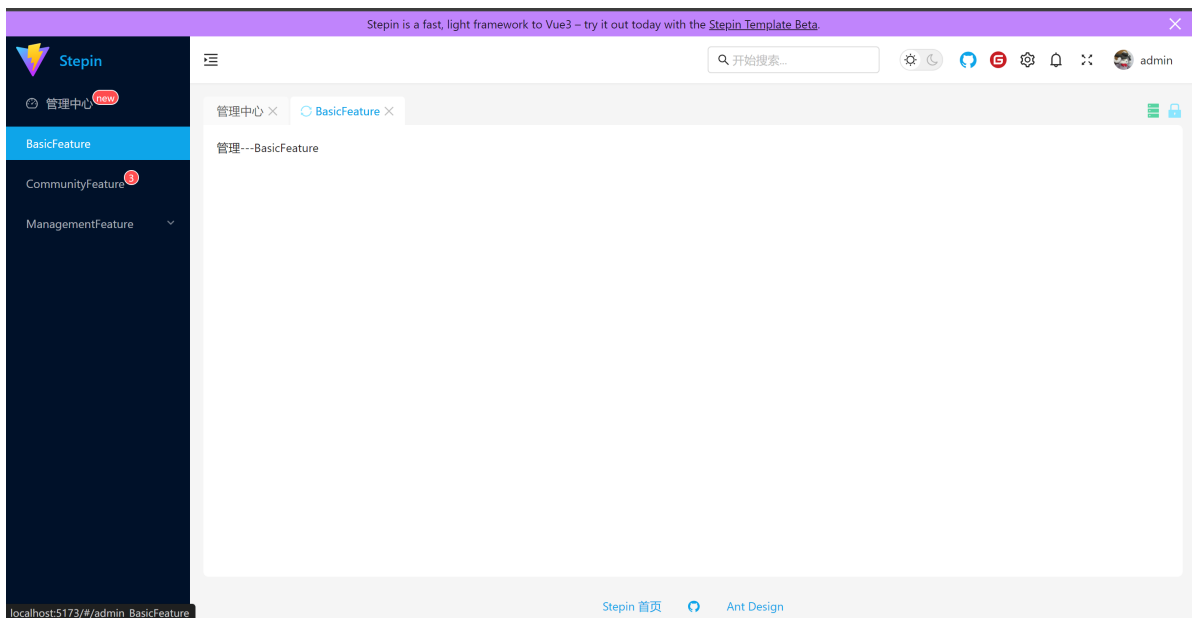 Stepin is a fast, light framework to Vue3 – try it out today with the Stepin Template Beta.
Stepin
开始搜索...
admin
管理中心 new
BasicFeature
CommunityFeature 3
ManagementFeature
管理中心 BasicFeature
管理---BasicFeature
Stepin 首页 Ant Design
localhost:5173/#/admin_BasicFeature